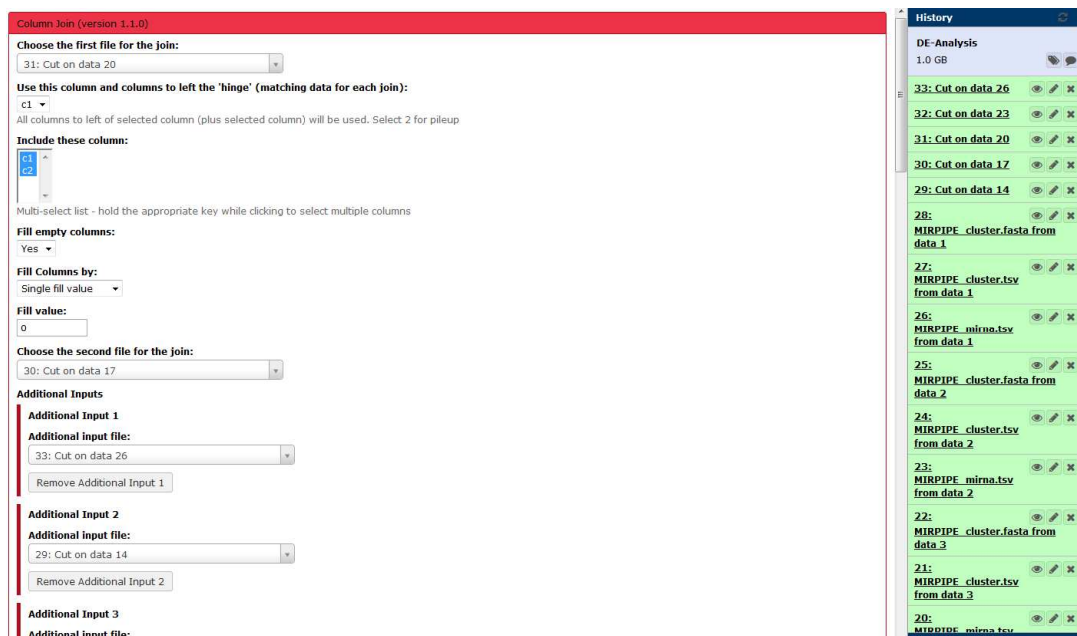 Column Join (version 1.1.0)
Choose the first file for the join:
31: Cut on data 20
Use this column and columns to left the 'hinge' (matching data for each join):
c1
All columns to left of selected column (plus selected column) will be used. Select 2 for pileup
Include these column:
c1
c2
Multi-select list - hold the appropriate key while clicking to select multiple columns
Fill empty columns:
Yes
Fill Columns by:
Single fill value
Fill value:
0
Choose the second file for the join:
30: Cut on data 17
Additional Inputs
Additional Input 1
Additional input file:
33: Cut on data 26
Remove Additional Input 1
Additional Input 2
Additional input file:
29: Cut on data 14
Remove Additional Input 2
Additional Input 3
Additional input file:
History
DE-Analysis
1.0 GB
33: Cut on data 26
32: Cut on data 23
31: Cut on data 20
30: Cut on data 17
29: Cut on data 14
28:
MIRPIPE_cluster.fasta from
data 1
27:
MIRPIPE_cluster.tsv
from data 1
26:
MIRPIPE_mirna.tsv
from data 1
25:
MIRPIPE_cluster.fasta from
data 2
24:
MIRPIPE_cluster.tsv
from data 2
23:
MIRPIPE_mirna.tsv
from data 2
22:
MIRPIPE_cluster.fasta from
data 3
21:
MIRPIPE_cluster.tsv
from data 3
20:
MIRPIPE_mirna.tsv